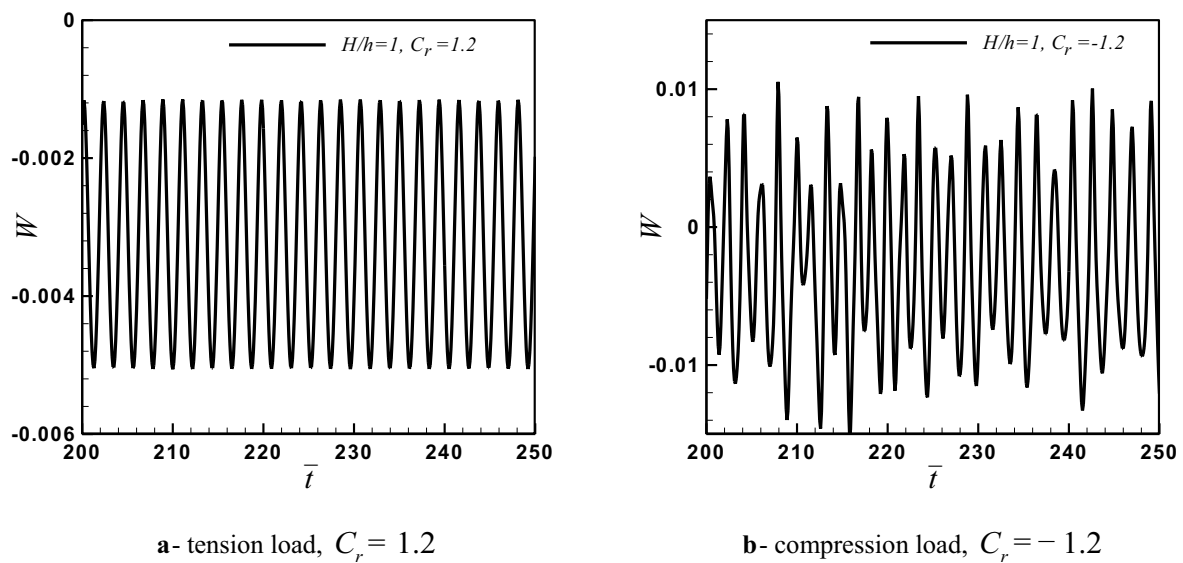 0
-0.002
-0.004
-0.006
W
H/h=1, C_r=1.2
200 210 220 230 240 250
t̅
a- tension load, C_r = 1.2
0.01
0
-0.01
W
H/h=1, C_r=-1.2
200 210 220 230 240 250
t̅
b- compression load, C_r = − 1.2